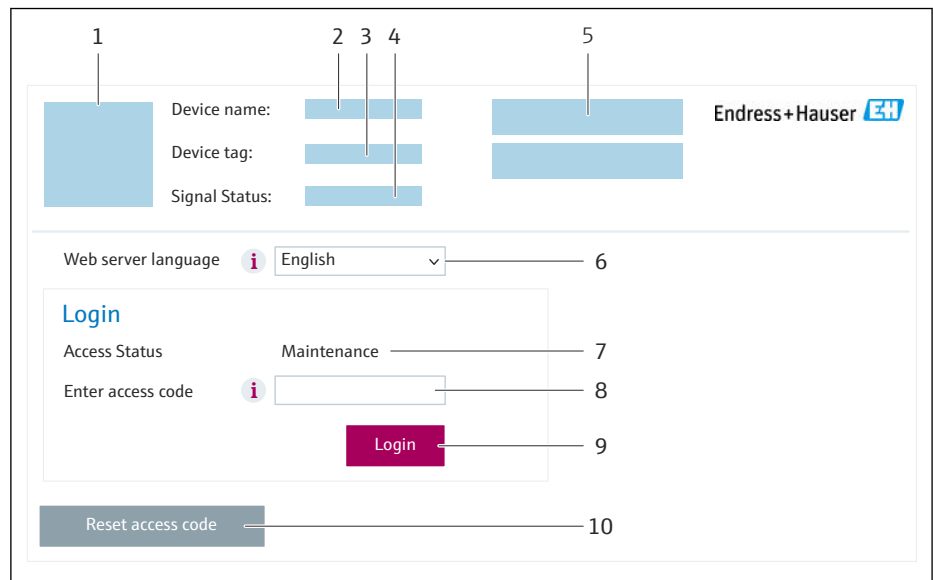 1 2 3 4 5
Device name:
Endress+Hauser EH
Device tag:
Signal Status:
Web server language i English 6
Login
Access Status Maintenance 7
Enter access code i 8
Login 9
Reset access code 10